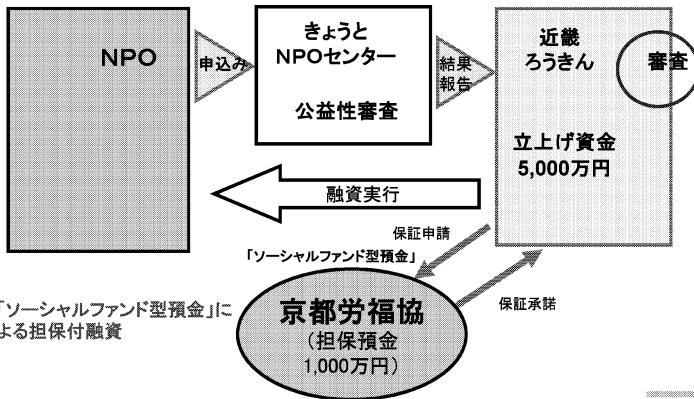 NPO
申込み
きょうと
NPOセンター
公益性審査
結果
報告
近畿
ろうきん
審査
立上げ資金
5,000万円
融資実行
保証申請
「ソーシャルファンド型預金」
保証承諾
京都労福協
（担保預金
1,000万円）
「ソーシャルファンド型預金」に
よる担保付融資